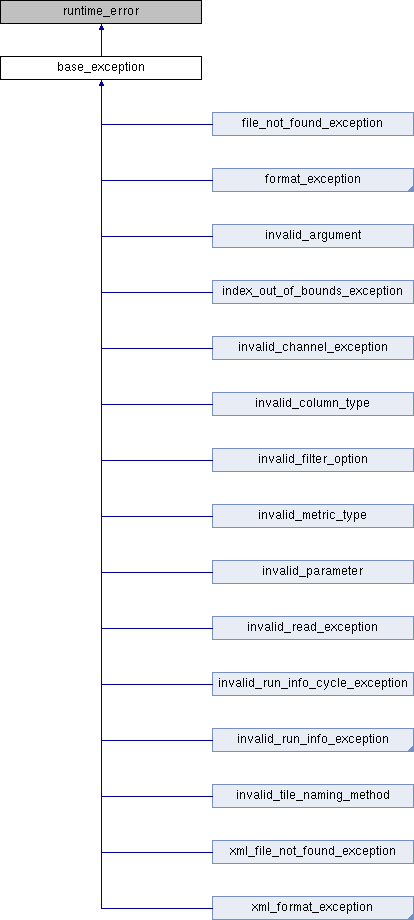 runtime_error
base_exception
file_not_found_exception
format_exception
invalid_argument
index_out_of_bounds_exception
invalid_channel_exception
invalid_column_type
invalid_filter_option
invalid_metric_type
invalid_parameter
invalid_read_exception
invalid_run_info_cycle_exception
invalid_run_info_exception
invalid_tile_naming_method
xml_file_not_found_exception
xml_format_exception